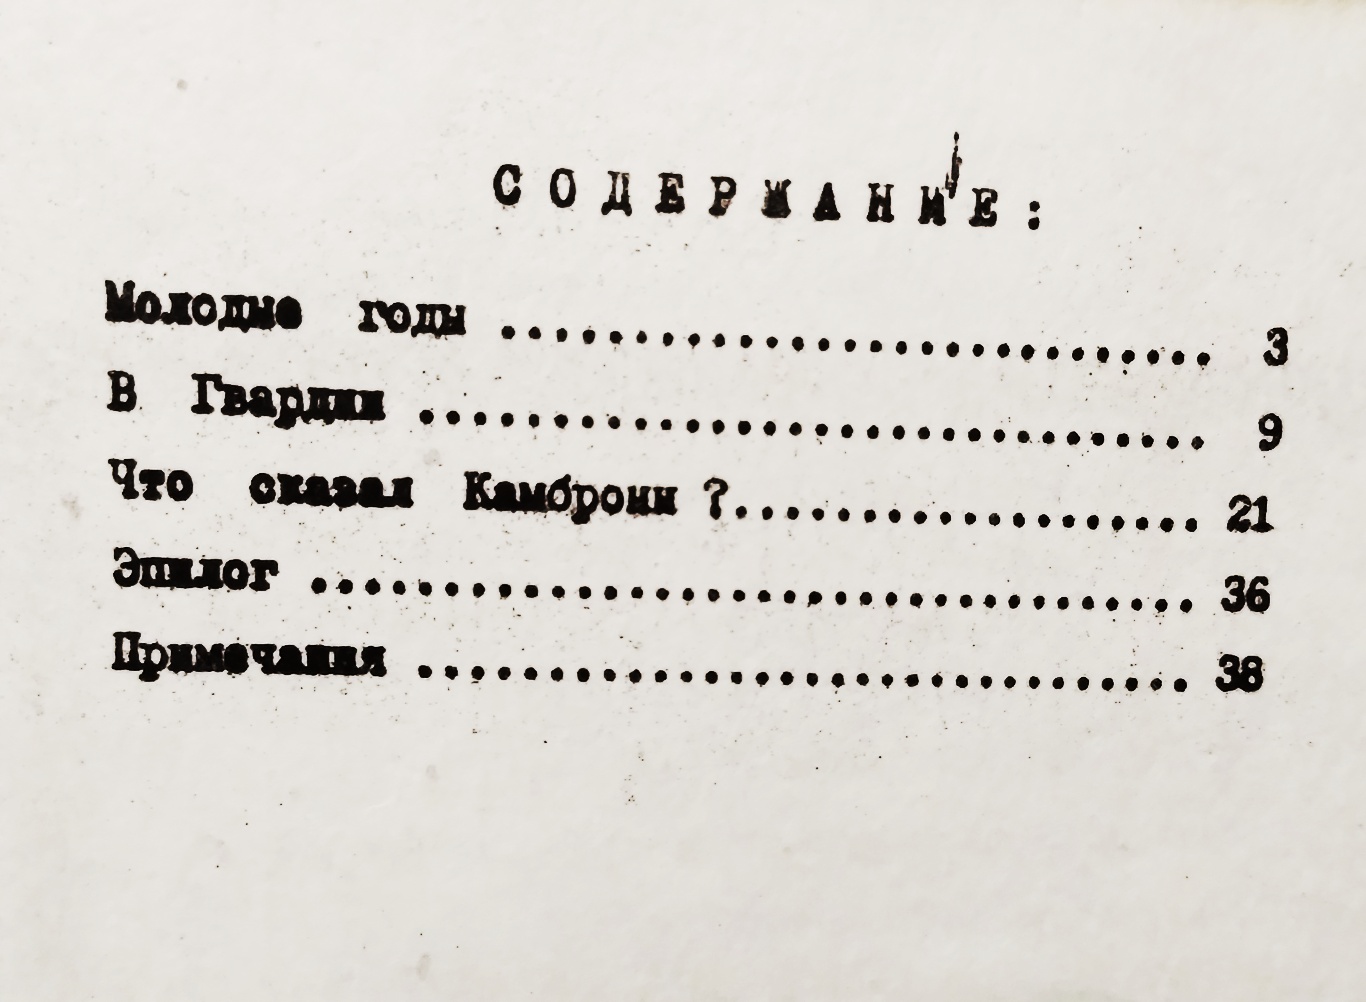 СОДЕРЖАНИЕ:
Молодые годы ............................ 3
В Гвардии ............................... 9
Что сказал Камбронн ?.................. 21
Эпилог .................................. 36
Примечания .............................. 38